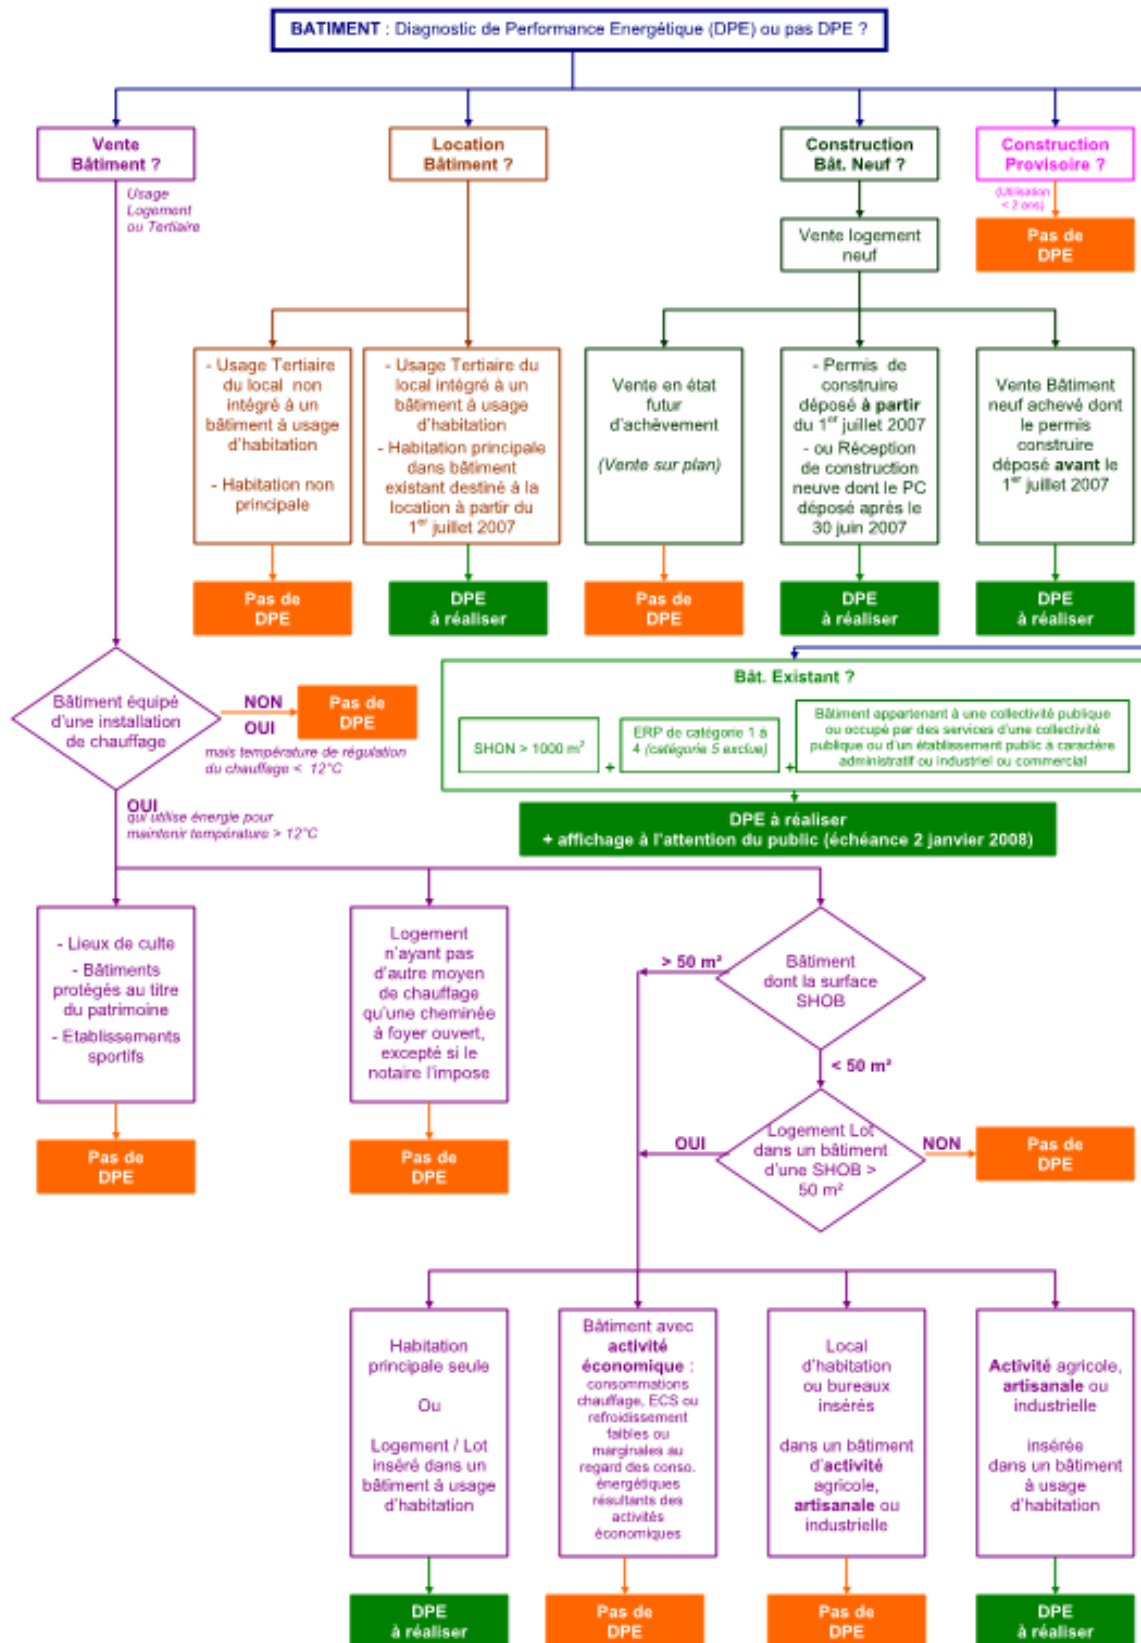 BATIMENT : Diagnostic de Performance Energétique (DPE) ou pas DPE ?
Vente
Bâtiment ?
Location
Bâtiment ?
Construction
Bât. Neuf ?
Construction
Provisoire ?
Usage
Logement
ou Tertiaire
(Utilisation
< 2 ans)
Pas de
DPE
Vente logement
neuf
- Usage Tertiaire
du local non
intégré à un
bâtiment à usage
d'habitation
- Habitation non
principale
- Usage Tertiaire du
local intégré à un
bâtiment à usage
d'habitation
- Habitation principale
dans bâtiment
existant destiné à la
location à partir du
1er juillet 2007
Vente en état
futur
d'achèvement
(Vente sur plan)
- Permis de
construire
déposé à partir
du 1er juillet 2007
- ou Réception
de construction
neuve dont le PC
déposé après le
30 juin 2007
Vente Bâtiment
neuf achevé dont
le permis
construire
déposé avant le
1er juillet 2007
Pas de
DPE
DPE
à réaliser
Pas de
DPE
DPE
à réaliser
DPE
à réaliser
Bâtiment équipé
d'une installation
de chauffage
NON
OUI
mais température de régulation
du chauffage < 12°C
Pas de
DPE
Bât. Existant ?
SHON > 1000 m²
+
ERP de catégorie 1 à
4 (catégorie 5 exclue)
+
Bâtiment appartenant à une collectivité publique
ou occupé par des services d'une collectivité
publique ou d'un établissement public à caractère
administratif ou industriel ou commercial
OUI
qui utilise énergie pour
maintenir température > 12°C
DPE à réaliser
+ affichage à l'attention du public (échéance 2 janvier 2008)
- Lieux de culte
- Bâtiments
protégés au titre
du patrimoine
- Etablissements
sportifs
Logement
n'ayant pas
d'autre moyen
de chauffage
qu'une cheminée
à foyer ouvert,
excepté si le
notaire l'impose
> 50 m²
Bâtiment
dont la surface
SHOB
< 50 m²
Pas de
DPE
Pas de
DPE
OUI
Logement Lot
dans un bâtiment
d'une SHOB >
50 m²
NON
Pas de
DPE
Habitation
principale seule
Ou
Logement / Lot
inséré dans un
bâtiment à usage
d'habitation
Bâtiment avec
activité
économique :
consommations
chauffage, ECS ou
refroidissement
faibles ou
marginales au
regard des conso.
énergétiques
résultants des
activités
économiques
Local
d'habitation
ou bureaux
insérés
dans un bâtiment
d'activité
agricole,
artisanale ou
industrielle
Activité agricole,
artisanale ou
industrielle
insérée
dans un bâtiment
à usage
d'habitation
DPE
à réaliser
Pas de
DPE
Pas de
DPE
DPE
à réaliser